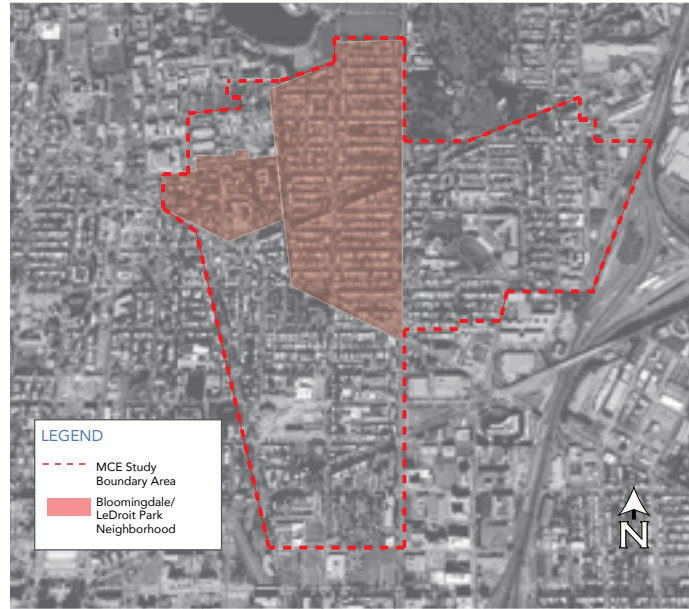 LEGEND
MCE Study
Boundary Area
Bloomingdale/
LeDroit Park
Neighborhood
N